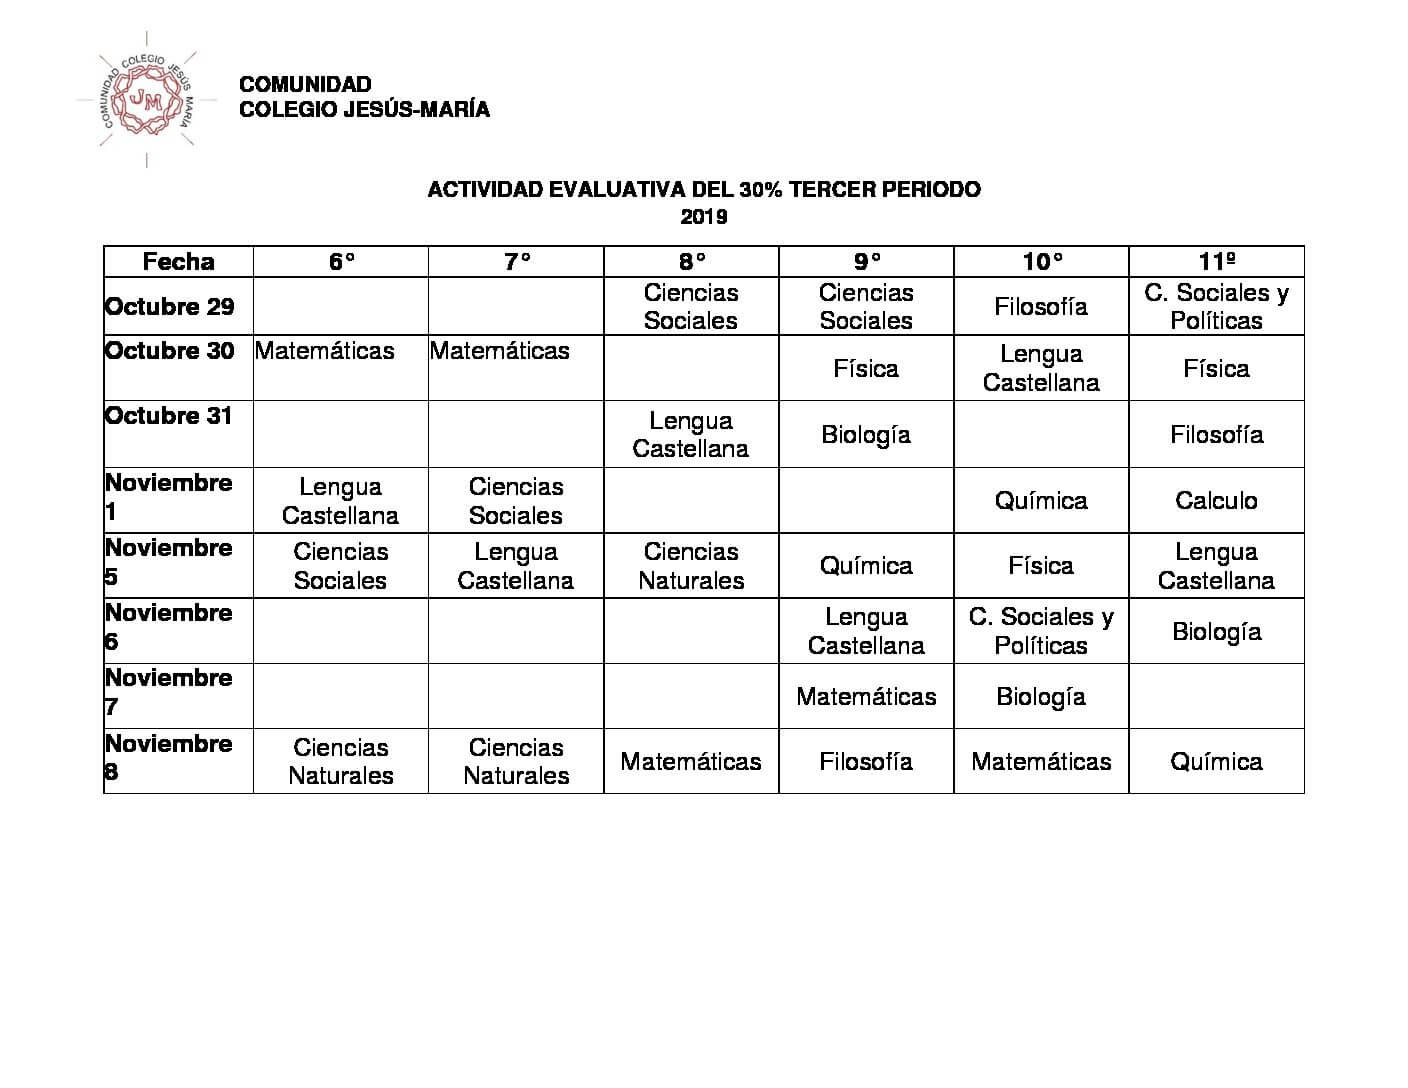 COMUNIDAD COLEGIO JESÚS MARÍA
JM
COMUNIDAD
COLEGIO JESÚS-MARÍA
ACTIVIDAD EVALUATIVA DEL 30% TERCER PERIODO
2019
Fecha 6° 7° 8° 9° 10° 11º
Octubre 29 Ciencias Sociales Ciencias Sociales Filosofía C. Sociales y Políticas
Octubre 30 Matemáticas Matemáticas Física Lengua Castellana Física
Octubre 31 Lengua Castellana Biología Filosofía
Noviembre 1 Lengua Castellana Ciencias Sociales Química Calculo
Noviembre 5 Ciencias Sociales Lengua Castellana Ciencias Naturales Química Física Lengua Castellana
Noviembre 6 Lengua Castellana C. Sociales y Políticas Biología
Noviembre 7 Matemáticas Biología
Noviembre 8 Ciencias Naturales Ciencias Naturales Matemáticas Filosofía Matemáticas Química